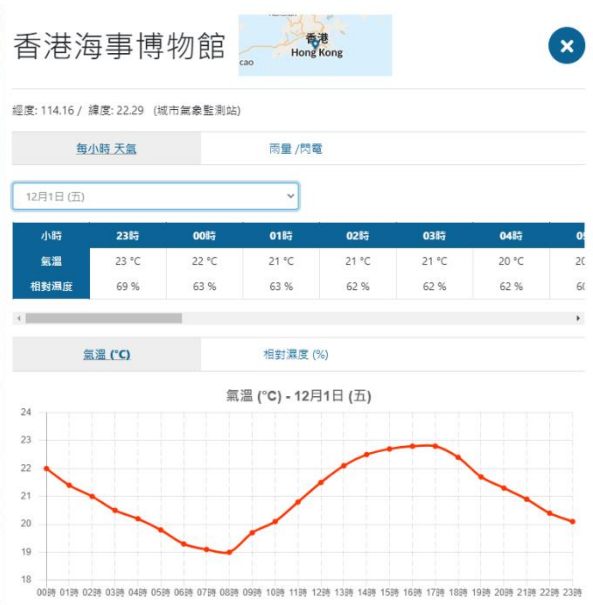 香港海事博物館
香港
Hong Kong
cao
經度: 114.16 / 緯度: 22.29 (城市氣象監測站)
每小時 天氣 雨量 /閃電
12月1日 (五)
小時 23時 00時 01時 02時 03時 04時
氣溫 23 °C 22 °C 21 °C 21 °C 21 °C 20 °C 20
相對濕度 69 % 63 % 63 % 62 % 62 % 62 %
氣溫 (°C) 相對濕度 (%)
氣溫 (°C) - 12月1日 (五)
24
23
22
21
20
19
18
00時 01時 02時 03時 04時 05時 06時 07時 08時 09時 10時 11時 12時 13時 14時 15時 16時 17時 18時 19時 20時 21時 22時 23時